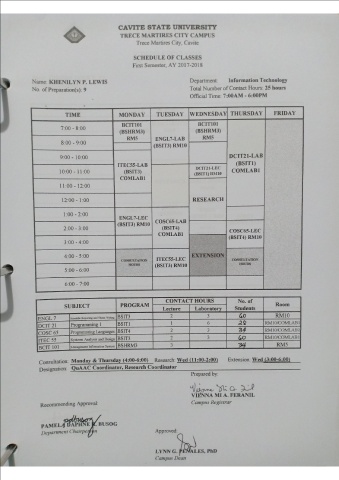 CAVITE STATE UNIVERSITY
TRECE MARTIRES CITY CAMPUS
Trece Martires City, Cavite
SCHEDULE OF CLASSES
First Semester, AY 2017-2018
Name: KHENILYN P. LEWIS
Department: Information Technology
No. of Preparation(s): 9
Total Number of Contact Hours: 25 hours
Official Time: 7:00AM - 6:00PM
TIME MONDAY TUESDAY WEDNESDAY THURSDAY FRIDAY
7:00 - 8:00
8:00 - 9:00
9:00 - 10:00
10:00 - 11:00
11:00 - 12:00
12:00 - 1:00
1:00 - 2:00
2:00 - 3:00
3:00 - 4:00
4:00 - 5:00
5:00 - 6:00
6:00 - 7:00
BCIT101
(BSHRM3)
RM5
ITEC55-LAB
(BSIT3)
COMLAB1
ENGL7-LEC
(BSIT3) RM10
CONSULTATION
ENGL7-LAB
(BSIT3) RM10
COSC65-LAB
(BSIT4)
COMLAB1
ITEC55-LEC
(BSIT3) RM10
BCIT101
(BSHRM3)
RM5
DCIT21-LEC
(BSIT1) RM10
RESEARCH
EXTENSION
DCIT21-LAB
(BSIT1)
COMLAB1
COSC65-LEC
(BSIT4) RM10
CONSULTATION
SUBJECT PROGRAM CONTACT HOURS No. of Students Room
Lecture Laboratory
ENGL 7 BSIT3 2 3 60 RM10
DCIT 21 Programming 1 BSIT1 1 6 28 RM10/COMLAB1
COSC 65 Programming Languages BSIT4 2 3 34 RM10/COMLAB1
ITEC 55 Systems Analysis and Design BSIT3 2 3 60 RM10/COMLAB1
BCIT 101 BSHRM3 3 34 RM5
Consultation: Monday & Thursday (4:00-6:00) Research: Wed (11:00-2:00) Extension: Wed (3:00-6:00)
Designation: QuAAC Coordinator, Research Coordinator
Prepared by:
VIENNA MI A. FERANIL
Campus Registrar
Recommending Approval:
PAMELA DAPHNE R. BUSOG
Department Chairperson
Approved:
LYNN G. PENALES, PhD
Campus Dean